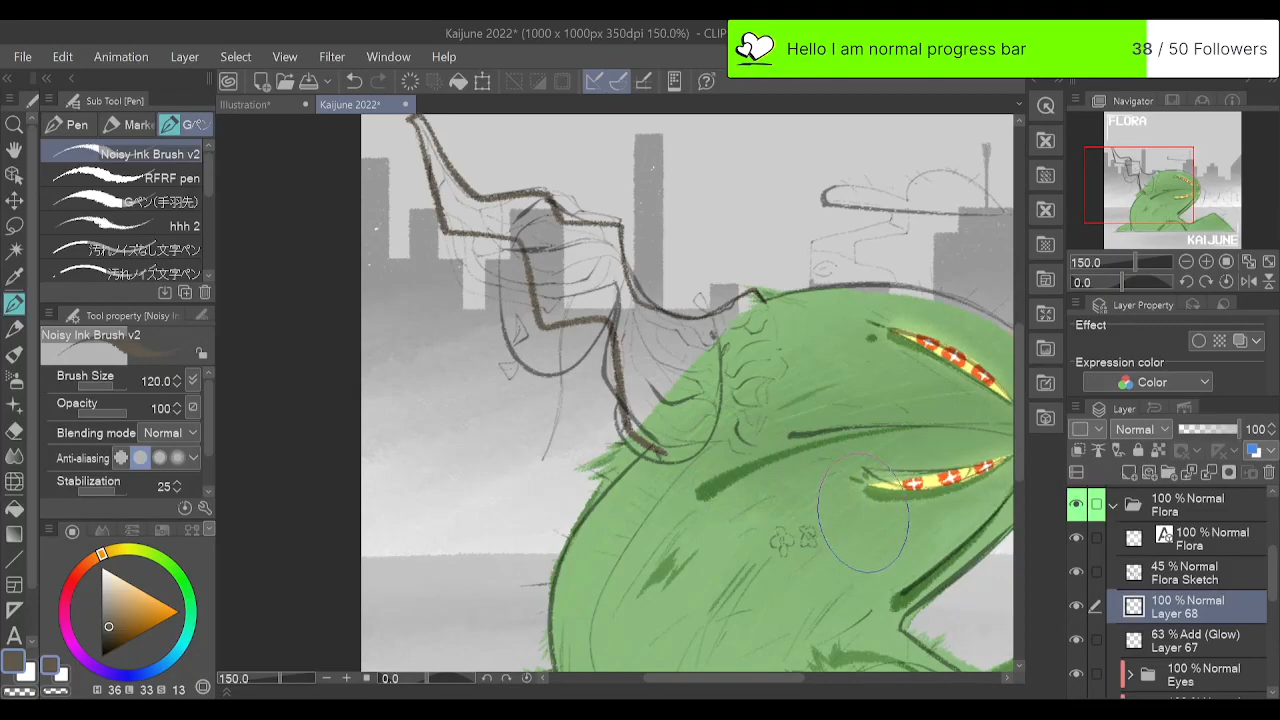 Kaijune 2022* (1000 x 1000px 350dpi 150.0%) - CLIP
Hello I am normal progress bar
38 / 50 Followers
File Edit Animation Layer Select View Filter Window Help
Illustration*
Kaijune 2022*
Sub Tool [Pen]
Pen
Marke
Gペン
Noisy Ink Brush v2
RFRF pen
Gペン(手羽先)
hhh 2
汚れノイズなし文字ペン
汚れノイズ文字ペン
Tool property [Noisy In
Noisy Ink Brush v2
Brush Size 120.0
Opacity 100
Blending mode Normal
Anti-aliasing
Stabilization 25
H 36 L 33 S 13
150.0
0.0
Navigator
FLORA
KAIJUNE
150.0
0.0
Layer Property
Effect
Expression color
Color
Layer
Normal 100
100 % Normal
Flora
100 % Normal
Flora
45 % Normal
Flora Sketch
100 % Normal
Layer 68
63 % Add (Glow)
Layer 67
100 % Normal
Eyes